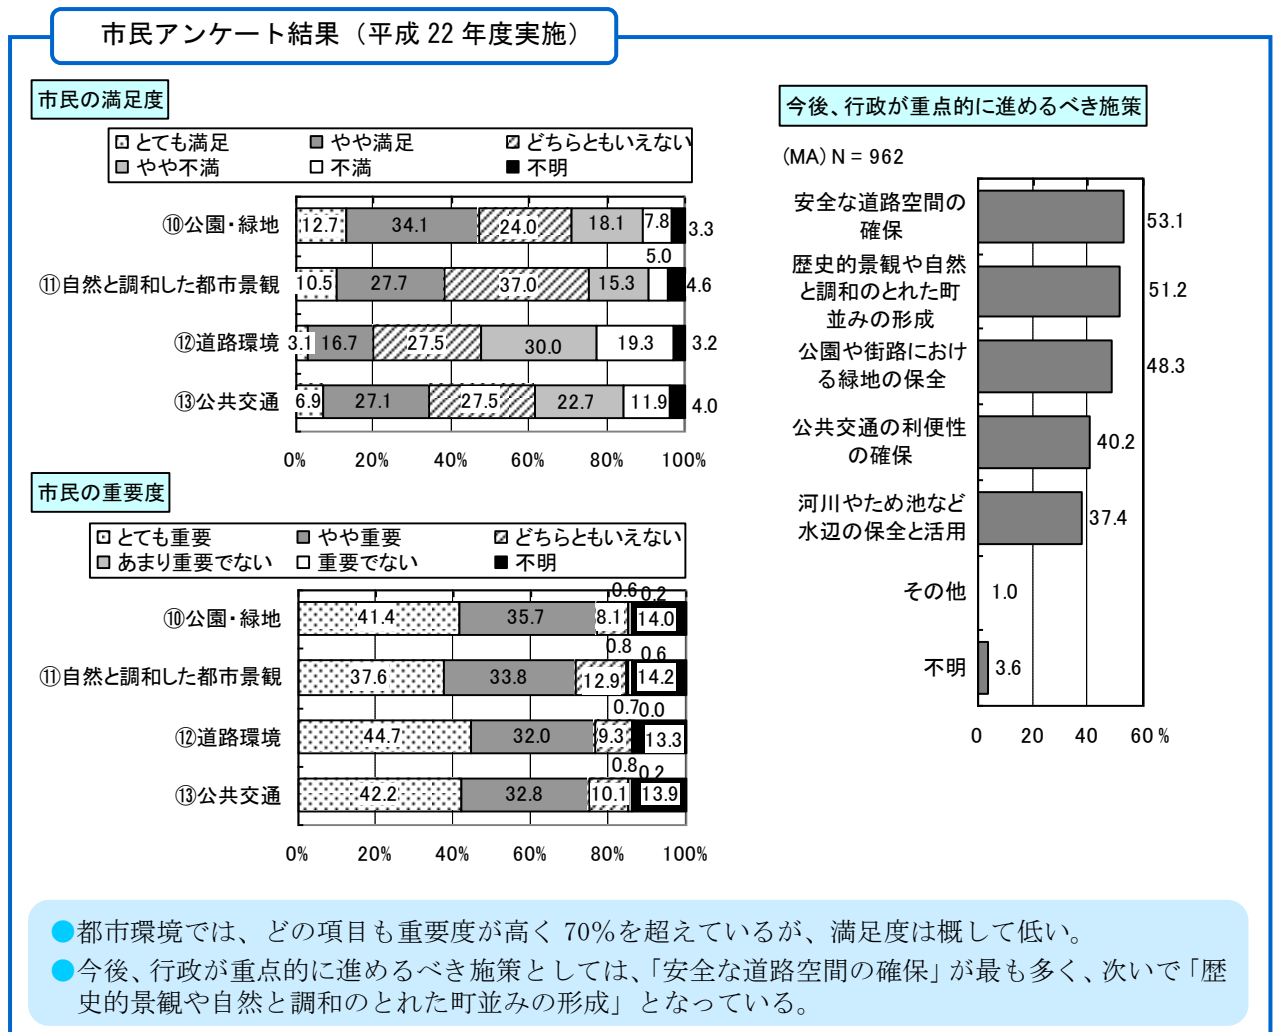 市民アンケート結果（平成 22 年度実施）
市民の満足度
とても満足 やや満足 どちらともいえない
やや不満 不満 不明
⑩公園・緑地 12.7 34.1 24.0 18.1 7.8 3.3
5.0
⑪自然と調和した都市景観 10.5 27.7 37.0 15.3 4.6
⑫道路環境 3.1 16.7 27.5 30.0 19.3 3.2
⑬公共交通 6.9 27.1 27.5 22.7 11.9 4.0
0% 20% 40% 60% 80% 100%
市民の重要度
とても重要 やや重要 どちらともいえない
あまり重要でない 重要でない 不明
0.6 0.2
⑩公園・緑地 41.4 35.7 8.1 14.0
0.8 0.6
⑪自然と調和した都市景観 37.6 33.8 12.9 14.2
0.7 0.0
⑫道路環境 44.7 32.0 9.3 13.3
0.8 0.2
⑬公共交通 42.2 32.8 10.1 13.9
0% 20% 40% 60% 80% 100%
今後、行政が重点的に進めるべき施策
(MA) N = 962
安全な道路空間の
確保
53.1
歴史的景観や自然
と調和のとれた町
並みの形成
51.2
公園や街路におけ
る緑地の保全
48.3
公共交通の利便性
の確保
40.2
河川やため池など
水辺の保全と活用
37.4
その他 1.0
不明 3.6
0 20 40 60 %
●都市環境では、どの項目も重要度が高く 70％を超えているが、満足度は概して低い。
●今後、行政が重点的に進めるべき施策としては、「安全な道路空間の確保」が最も多く、次いで「歴
史的景観や自然と調和のとれた町並みの形成」となっている。